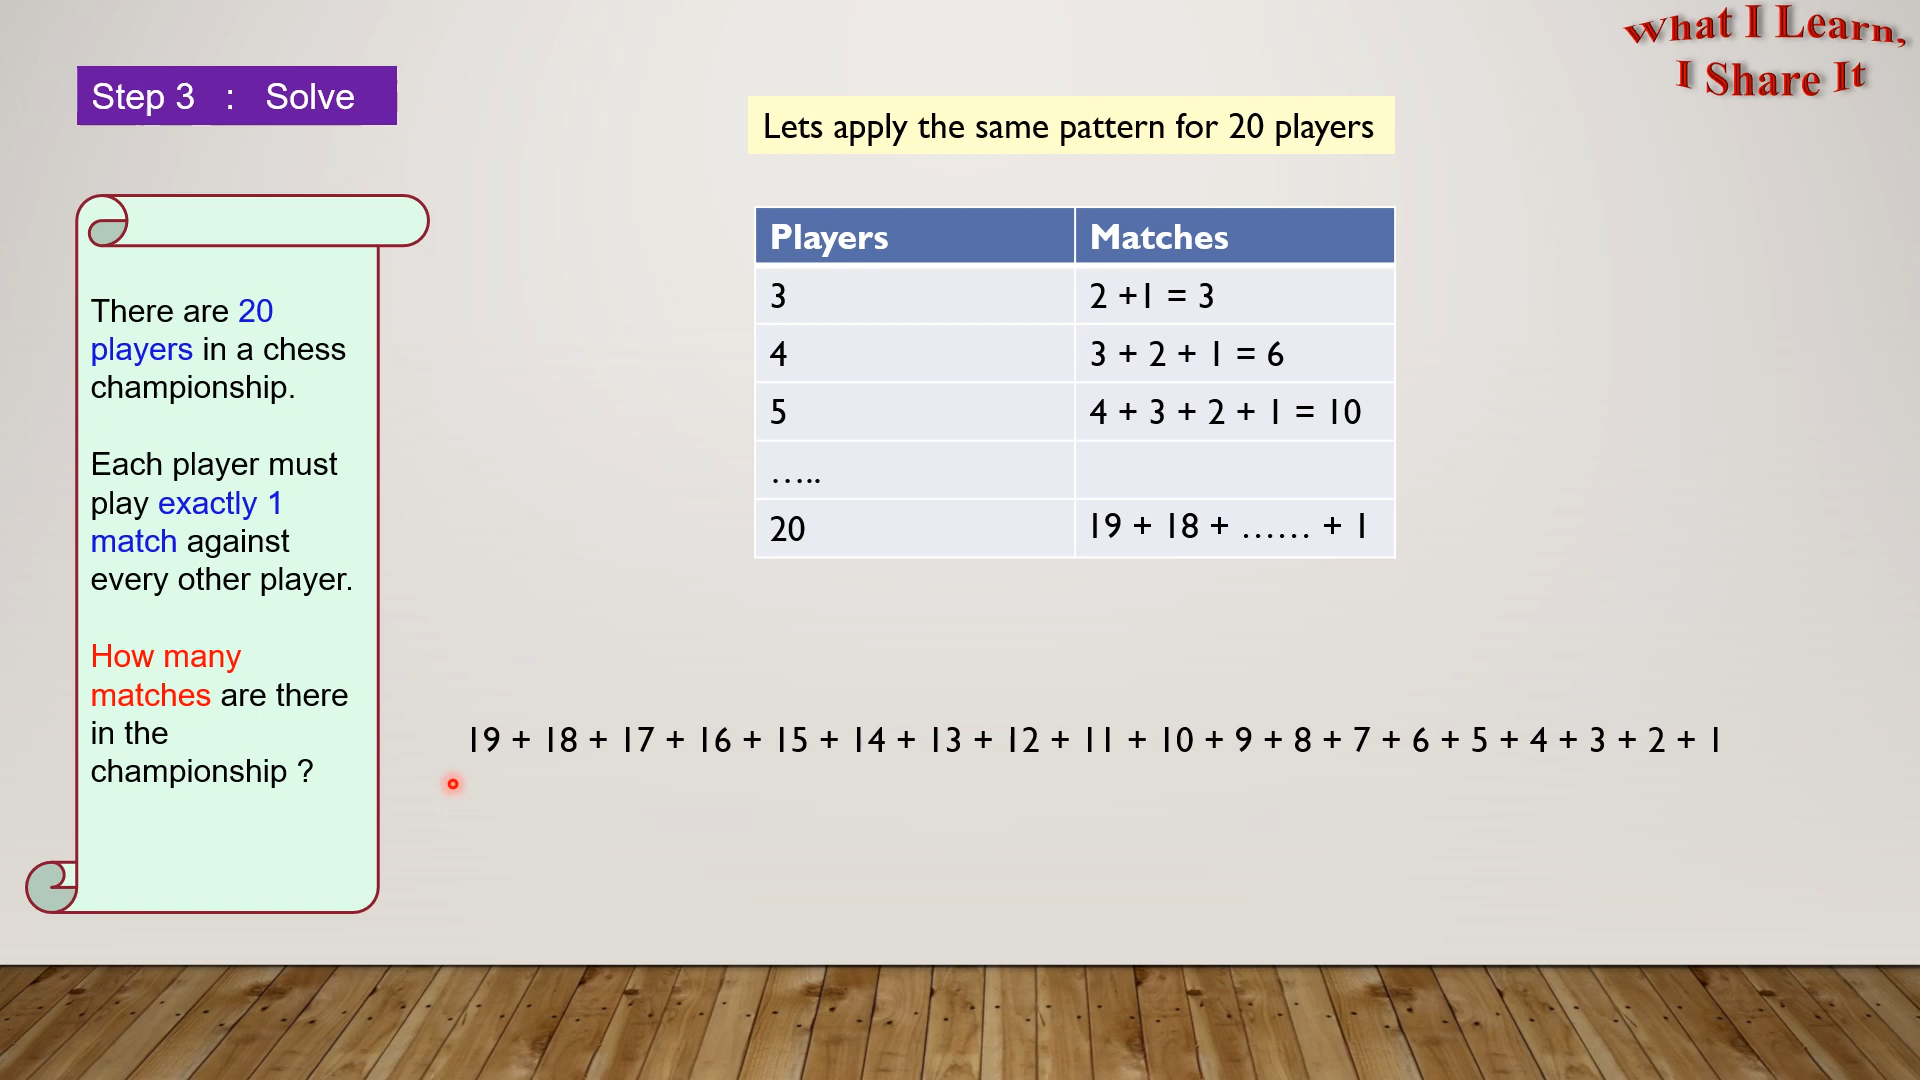 What I Learn,
I Share It
Step 3 : Solve
Lets apply the same pattern for 20 players
There are 20
players in a chess
championship.
Each player must
play exactly 1
match against
every other player.
How many
matches are there
in the
championship ?
Players Matches
3 2 +1 = 3
4 3 + 2 + 1 = 6
5 4 + 3 + 2 + 1 = 10
…..
20 19 + 18 + …… + 1
19 + 18 + 17 + 16 + 15 + 14 + 13 + 12 + 11 + 10 + 9 + 8 + 7 + 6 + 5 + 4 + 3 + 2 + 1